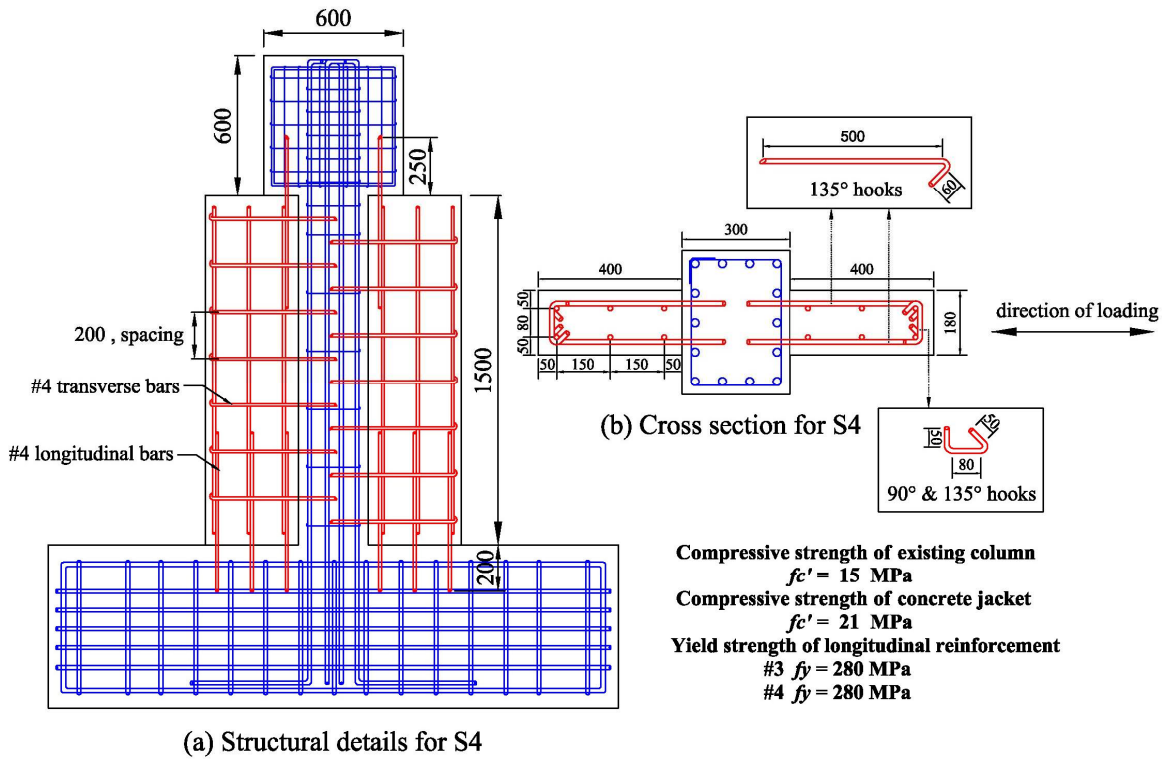 600
600
250
200 , spacing
1500
#4 transverse bars
#4 longitudinal bars
200
(a) Structural details for S4
500
60
135° hooks
300
400
400
50
80
50
180
direction of loading
50
150
150
50
(b) Cross section for S4
50
50
80
90° & 135° hooks
Compressive strength of existing column
fc' = 15 MPa
Compressive strength of concrete jacket
fc' = 21 MPa
Yield strength of longitudinal reinforcement
#3 fy = 280 MPa
#4 fy = 280 MPa